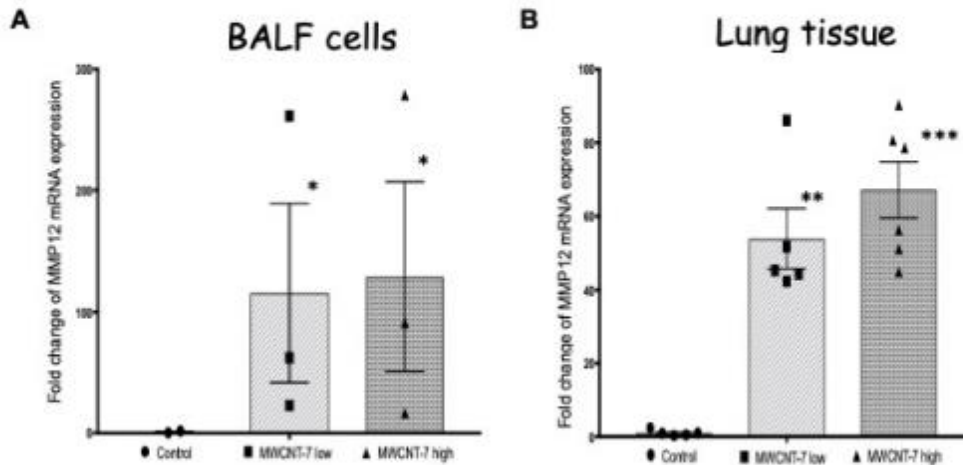 A
BALF cells
Fold change of MMP12 mRNA expression
300
200
100
0
*
*
Control
MWCNT-7 low
MWCNT-7 high
B
Lung tissue
Fold change of MMP12 mRNA expression
100
80
60
40
20
0
**
***
Control
MWCNT-7 low
MWCNT-7 high